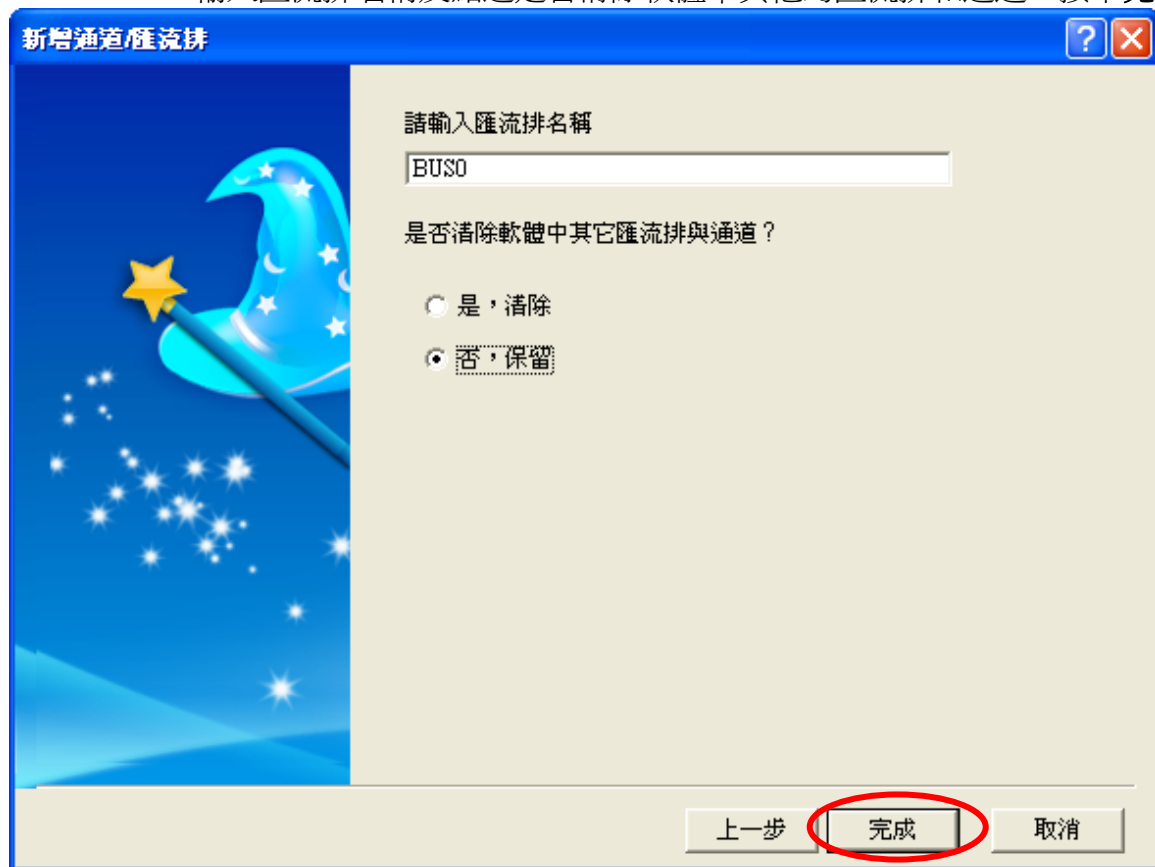 新增通道/匯流排
請輸入匯流排名稱
BUS0
是否清除軟體中其它匯流排與通道？
是，清除
否，保留
上一步 完成 取消